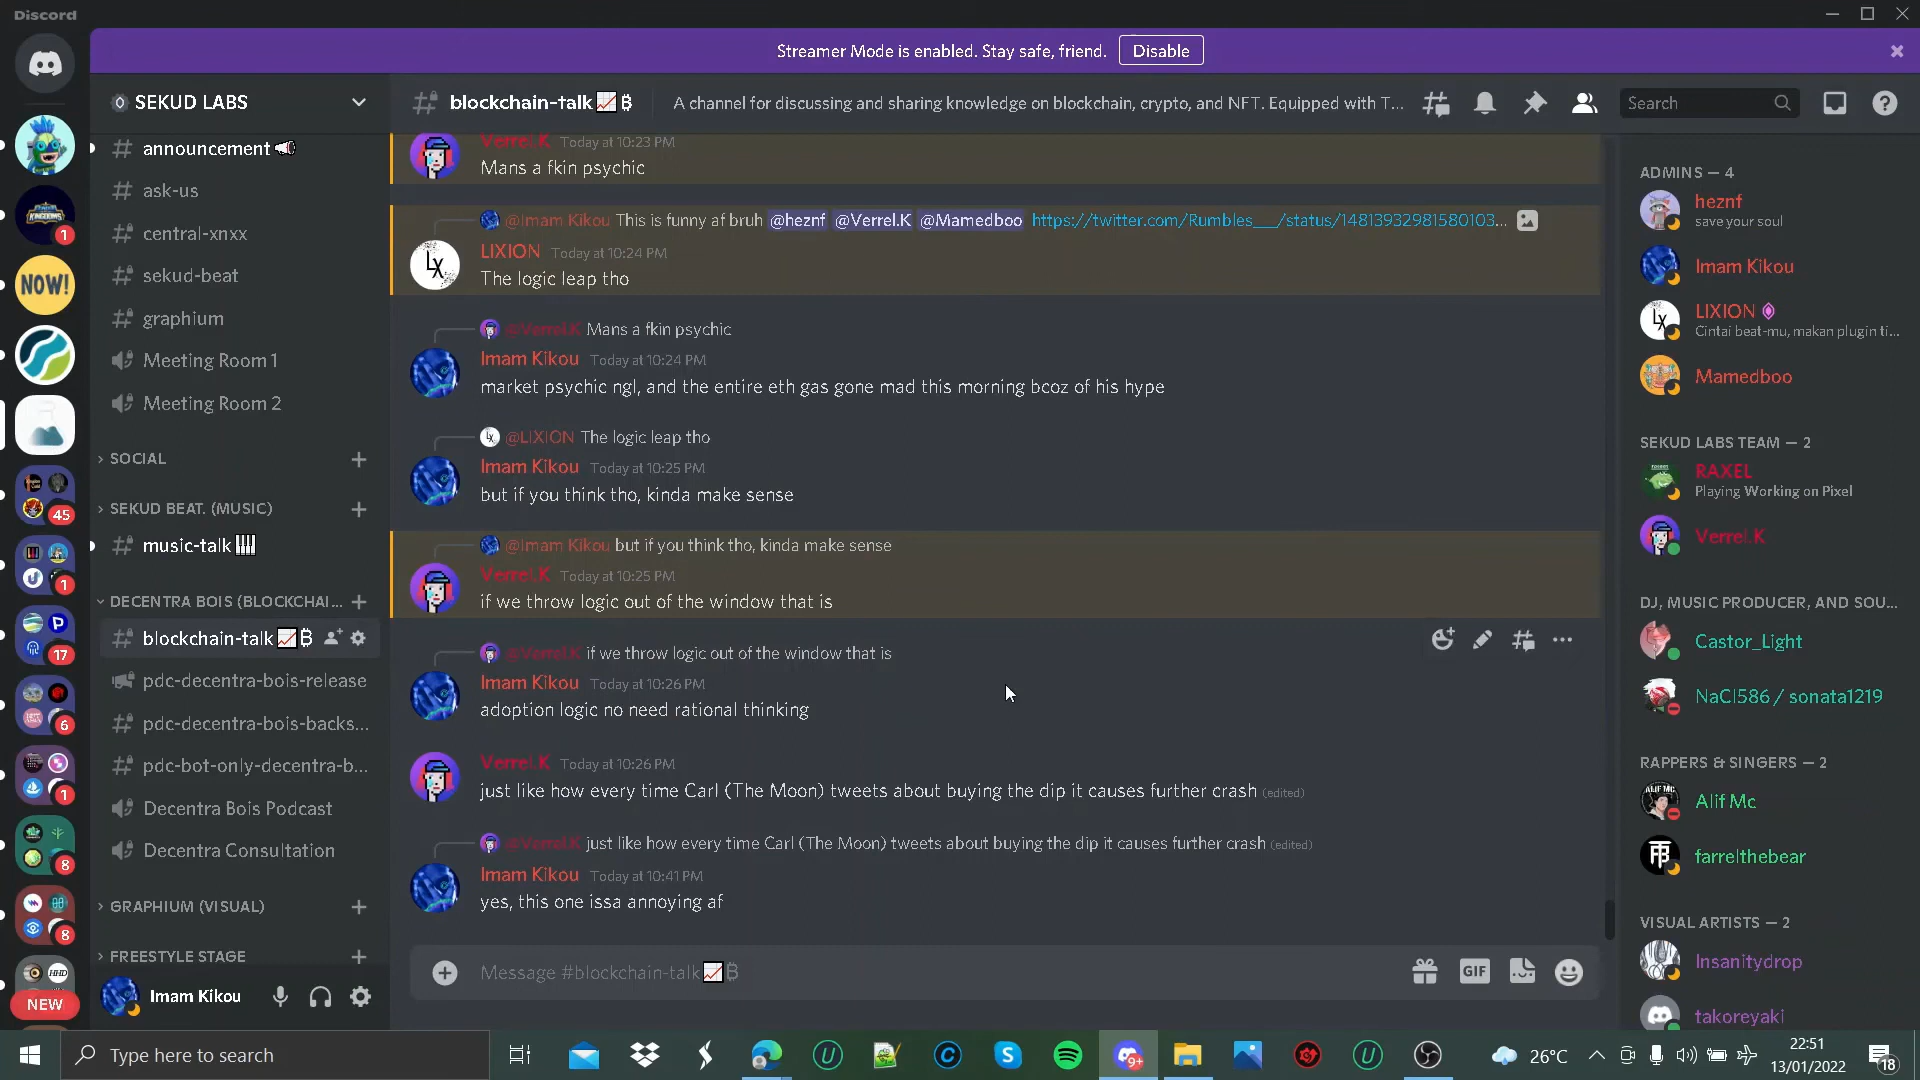 Discord
Streamer Mode is enabled. Stay safe, friend. Disable
SEKUD LABS
announcement
ask-us
central-xnxx
sekud-beat
graphium
Meeting Room 1
Meeting Room 2
SOCIAL
SEKUD BEAT. (MUSIC)
music-talk
DECENTRA BOIS (BLOCKCHAI...
blockchain-talk
pdc-decentra-bois-release
pdc-decentra-bois-backs...
pdc-bot-only-decentra-b...
Decentra Bois Podcast
Decentra Consultation
GRAPHIUM (VISUAL)
FREESTYLE STAGE
Imam Kikou
1
NOW!
45
1
17
6
1
8
8
HHD
NEW
blockchain-talk A channel for discussing and sharing knowledge on blockchain, crypto, and NFT. Equipped with T... Search
Verrel.K Today at 10:23 PM
Mans a fkin psychic
@Imam Kikou This is funny af bruh @heznf @Verrel.K @Mamedboo https://twitter.com/Rumbles___/status/14813932981580103...
LIXION Today at 10:24 PM
The logic leap tho
@Verrel.K Mans a fkin psychic
Imam Kikou Today at 10:24 PM
market psychic ngl, and the entire eth gas gone mad this morning bcoz of his hype
@LIXION The logic leap tho
Imam Kikou Today at 10:25 PM
but if you think tho, kinda make sense
@Imam Kikou but if you think tho, kinda make sense
Verrel.K Today at 10:25 PM
if we throw logic out of the window that is
@Verrel.K if we throw logic out of the window that is
Imam Kikou Today at 10:26 PM
adoption logic no need rational thinking
Verrel.K Today at 10:26 PM
just like how every time Carl (The Moon) tweets about buying the dip it causes further crash (edited)
@Verrel.K just like how every time Carl (The Moon) tweets about buying the dip it causes further crash (edited)
Imam Kikou Today at 10:41 PM
yes, this one issa annoying af
Message #blockchain-talk
GIF
ADMINS — 4
heznf
save your soul
Imam Kikou
LIXION
Cintai beat-mu, makan plugin ti...
Mamedboo
SEKUD LABS TEAM — 2
RAXEL
Playing Working on Pixel
Verrel.K
DJ, MUSIC PRODUCER, AND SOU...
Castor_Light
NaCl586 / sonata1219
RAPPERS & SINGERS — 2
Alif Mc
farrelthebear
VISUAL ARTISTS — 2
Insanitydrop
takoreyaki
Type here to search
9+
26°C
22:51
13/01/2022
18